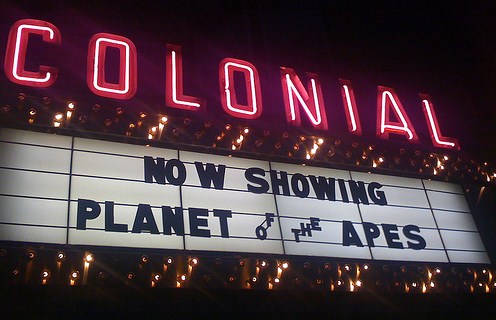 COLONIAL
NOW SHOWING
PLANET OF THE APES